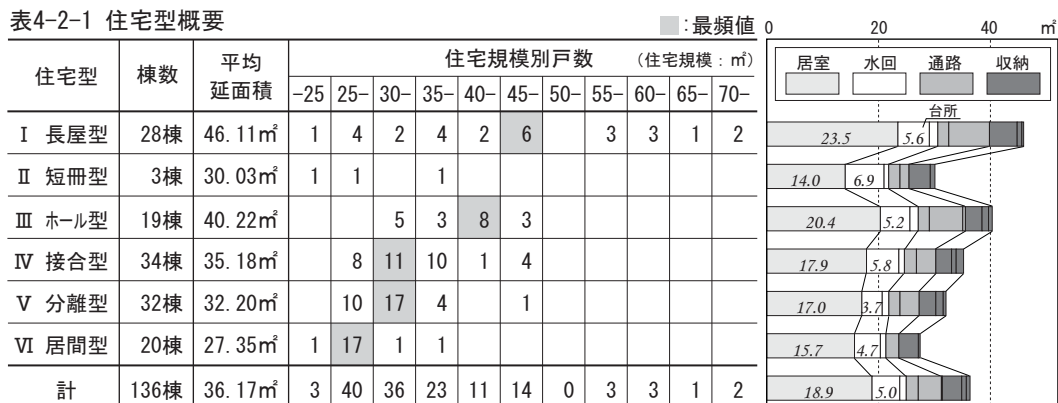 表4-2-1 住宅型概要
:最頻値
住宅型 棟数 平均延面積 住宅規模別戸数 (住宅規模:㎡)
-25 25- 30- 35- 40- 45- 50- 55- 60- 65- 70-
Ⅰ 長屋型 28棟 46.11㎡ 1 4 2 4 2 6 3 3 1 2
Ⅱ 短冊型 3棟 30.03㎡ 1 1 1
Ⅲ ホール型 19棟 40.22㎡ 5 3 8 3
Ⅳ 接合型 34棟 35.18㎡ 8 11 10 1 4
Ⅴ 分離型 32棟 32.20㎡ 10 17 4 1
Ⅵ 居間型 20棟 27.35㎡ 1 17 1 1
計 136棟 36.17㎡ 3 40 36 23 11 14 0 3 3 1 2
0 20 40 ㎡
居室 水回 通路 収納
台所
23.5 5.6
14.0 6.9
20.4 5.2
17.9 5.8
17.0 3.7
15.7 4.7
18.9 5.0